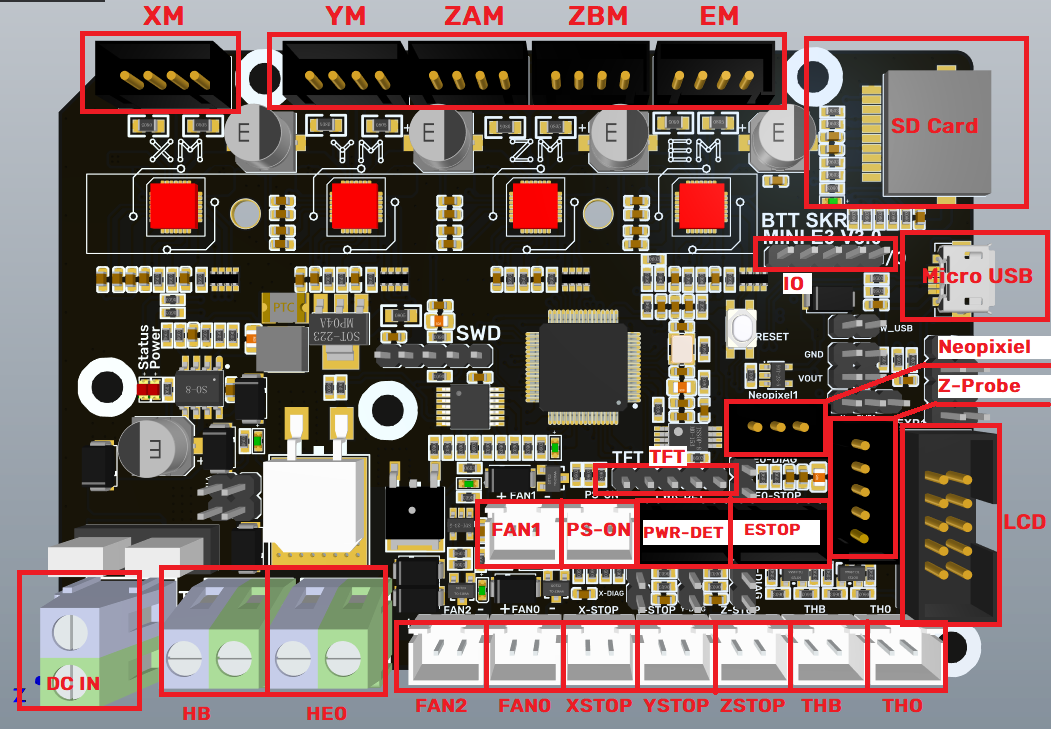 XM
YM
ZAM
ZBM
EM
SD Card
E
E
E
E
XM
YM
ZM
EM
BTT SKR
MINI E3 V3.0
I/O
IO
Micro USB
PTC
MP04A
SOT-223
SWD
Status
Power
SO-8
RESET
W_USB
GND
VOUT
Neopixiel
Z-Probe
Neopixel1
E
TFT
TFT
E0-DIAG
E0-STOP
PWR-DET
+ FAN1 -
PS-ON
FAN1
PS-ON
PWR-DET
ESTOP
LCD
FAN2 -
+ FAN0 -
X-STOP
X-DIAG
Y-STOP
Z-STOP
THB
TH0
Z
DC IN
HB
HE0
FAN2
FAN0
XSTOP
YSTOP
ZSTOP
THB
THO